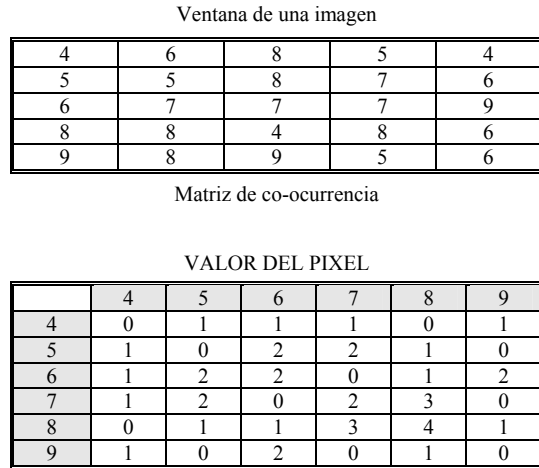 Ventana de una imagen
4 6 8 5 4
5 5 8 7 6
6 7 7 7 9
8 8 4 8 6
9 8 9 5 6
Matriz de co-ocurrencia
VALOR DEL PIXEL
4 5 6 7 8 9
4 0 1 1 1 0 1
5 1 0 2 2 1 0
6 1 2 2 0 1 2
7 1 2 0 2 3 0
8 0 1 1 3 4 1
9 1 0 2 0 1 0